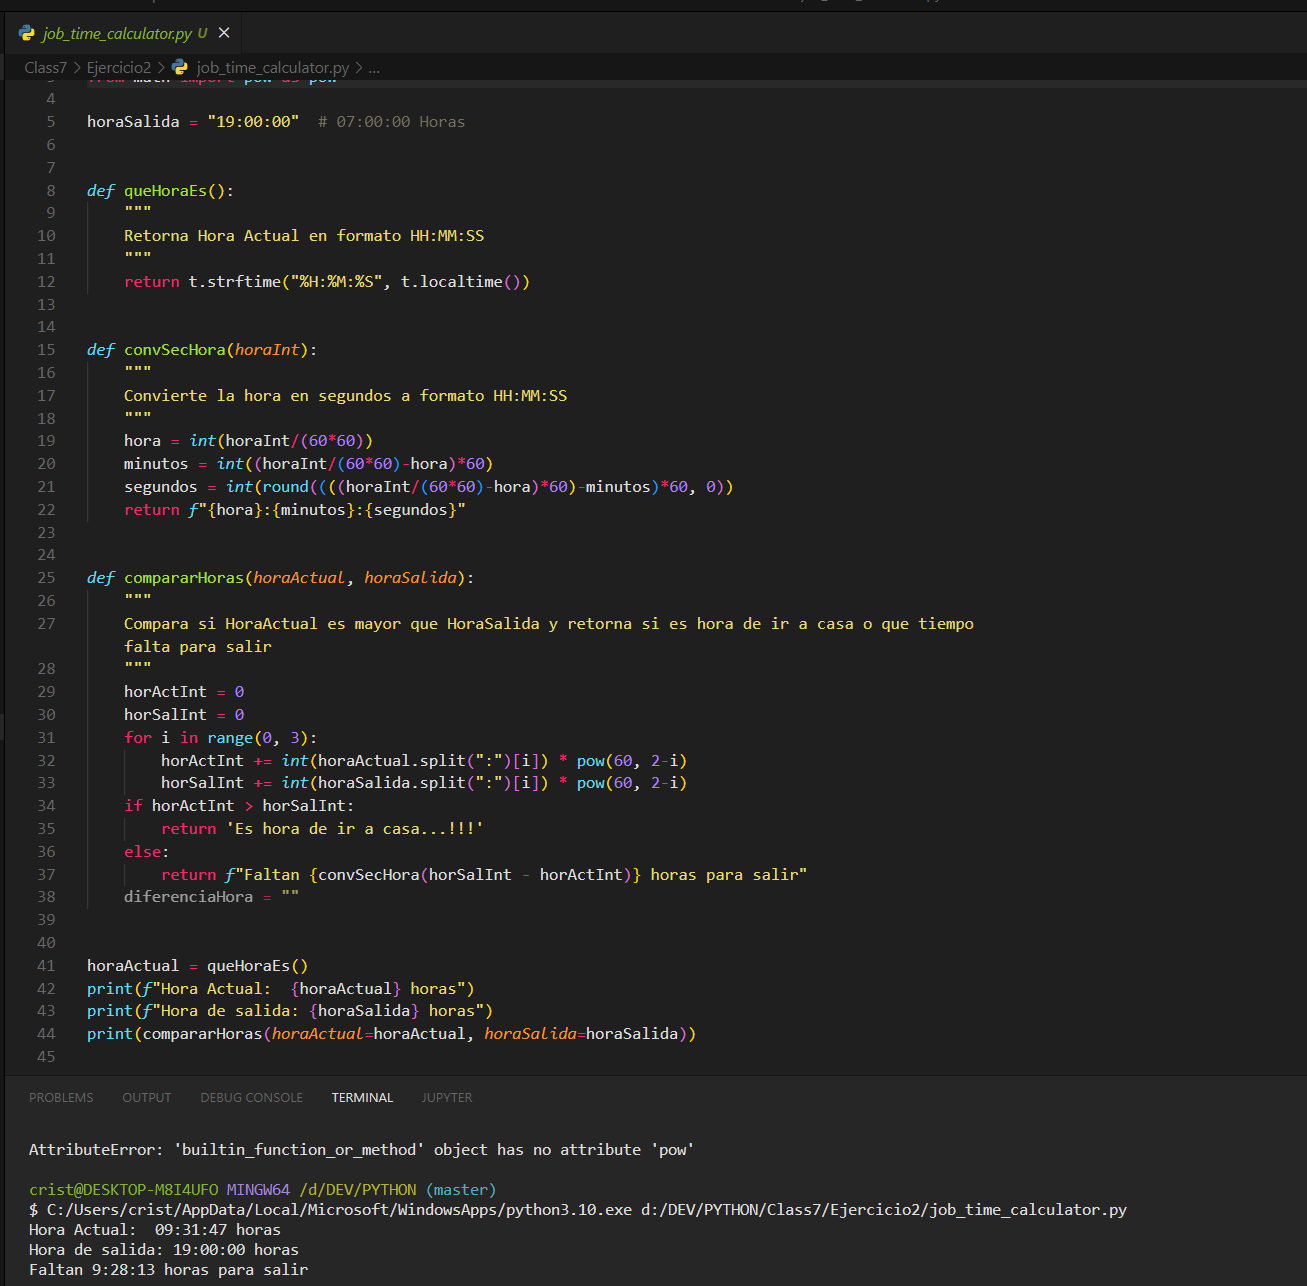 job_time_calculator.py U
Class7 > Ejercicio2 > job_time_calculator.py > ...
3 from math import pow as pow
4
5 horaSalida = "19:00:00"  # 07:00:00 Horas
6
7
8 def queHoraEs():
9     """
10     Retorna Hora Actual en formato HH:MM:SS
11     """
12     return t.strftime("%H:%M:%S", t.localtime())
13
14
15 def convSecHora(horaInt):
16     """
17     Convierte la hora en segundos a formato HH:MM:SS
18     """
19     hora = int(horaInt/(60*60))
20     minutos = int((horaInt/(60*60)-hora)*60)
21     segundos = int(round((((horaInt/(60*60)-hora)*60)-minutos)*60, 0))
22     return f"{hora}:{minutos}:{segundos}"
23
24
25 def compararHoras(horaActual, horaSalida):
26     """
27     Compara si HoraActual es mayor que HoraSalida y retorna si es hora de ir a casa o que tiempo
falta para salir
28     """
29     horActInt = 0
30     horSalInt = 0
31     for i in range(0, 3):
32         horActInt += int(horaActual.split(":")[i]) * pow(60, 2-i)
33         horSalInt += int(horaSalida.split(":")[i]) * pow(60, 2-i)
34     if horActInt > horSalInt:
35         return 'Es hora de ir a casa...!!!'
36     else:
37         return f"Faltan {convSecHora(horSalInt - horActInt)} horas para salir"
38     diferenciaHora = ""
39
40
41 horaActual = queHoraEs()
42 print(f"Hora Actual:  {horaActual} horas")
43 print(f"Hora de salida: {horaSalida} horas")
44 print(compararHoras(horaActual=horaActual, horaSalida=horaSalida))
45
PROBLEMS OUTPUT DEBUG CONSOLE TERMINAL JUPYTER
AttributeError: 'builtin_function_or_method' object has no attribute 'pow'
crist@DESKTOP-M8I4UFO MINGW64 /d/DEV/PYTHON (master)
$ C:/Users/crist/AppData/Local/Microsoft/WindowsApps/python3.10.exe d:/DEV/PYTHON/Class7/Ejercicio2/job_time_calculator.py
Hora Actual:  09:31:47 horas
Hora de salida: 19:00:00 horas
Faltan 9:28:13 horas para salir